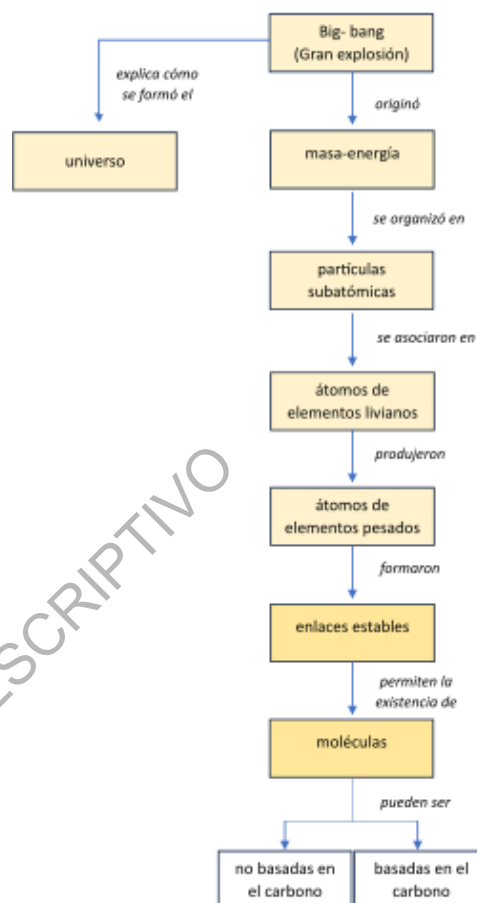 Big- bang
(Gran explosión)
explica cómo
se formó el
originó
universo
masa-energía
se organizó en
partículas
subatómicas
se asociaron en
átomos de
elementos livianos
produjeron
átomos de
elementos pesados
formaron
enlaces estables
permiten la
existencia de
moléculas
pueden ser
no basadas en
el carbono
basadas en el
carbono